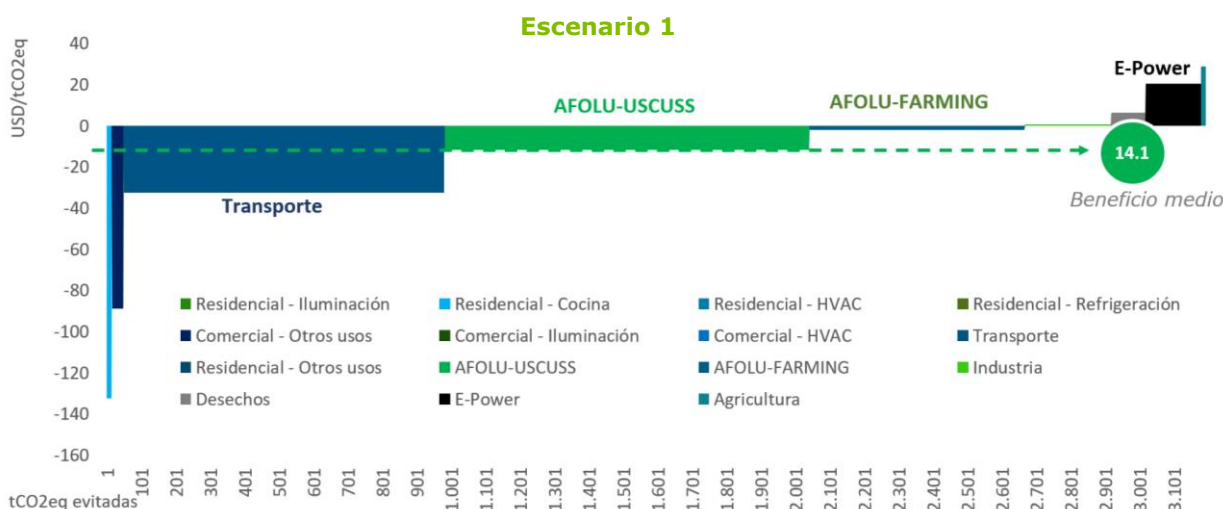 Escenario 1
USD/tCO2eq
40
20
0
-20
-40
-60
-80
-100
-120
-140
-160
AFOLU-USCUSS
AFOLU-FARMING
E-Power
Transporte
14.1
Beneficio medio
Residencial - Iluminación
Residencial - Cocina
Residencial - HVAC
Residencial - Refrigeración
Comercial - Otros usos
Comercial - Iluminación
Comercial - HVAC
Transporte
Residencial - Otros usos
AFOLU-USCUSS
AFOLU-FARMING
Industria
Desechos
E-Power
Agricultura
1
101
201
301
401
501
601
701
801
901
1.001
1.101
1.201
1.301
1.401
1.501
1.601
1.701
1.801
1.901
2.001
2.101
2.201
2.301
2.401
2.501
2.601
2.701
2.801
2.901
3.001
3.101
tCO2eq evitadas